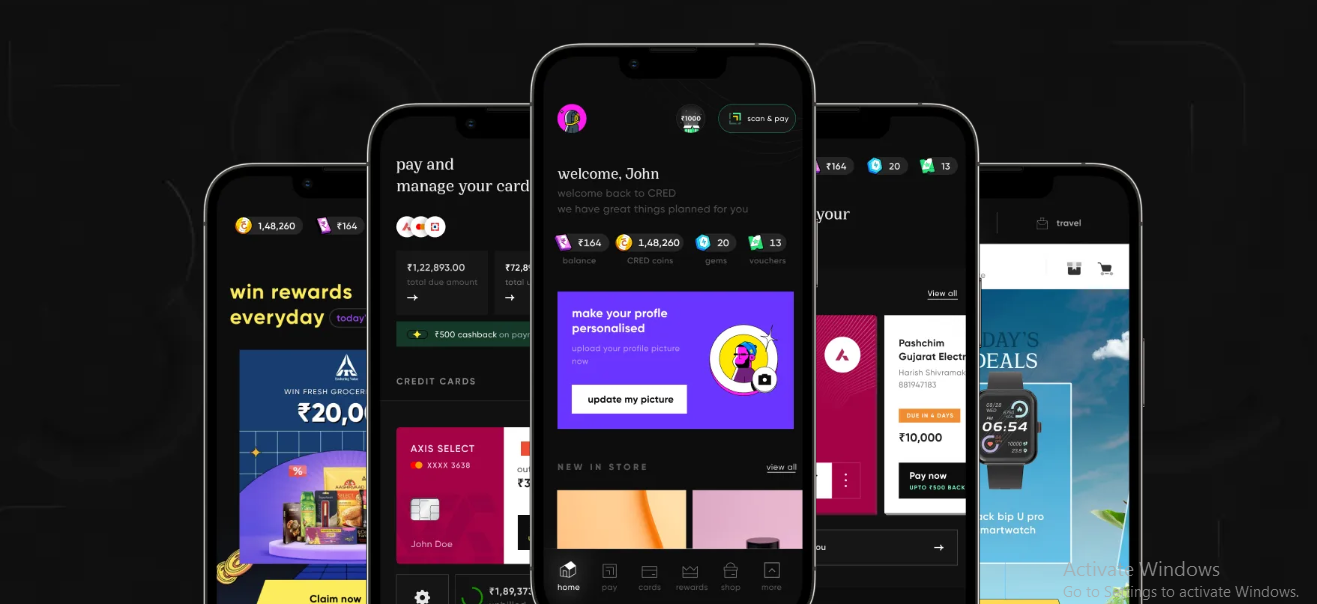 1,48,260
₹164
win rewards
everyday
today'
WIN FRESH GROCER
₹20,0
%
Claim now
pay and
manage your card
₹1,22,893.00
total due amount
→
₹72,8
total u
→
₹500 cashback on payn
CREDIT CARDS
AXIS SELECT
XXXX 3638
John Doe
out
₹3
₹1,89,373
₹1000
scan & pay
welcome, John
welcome back to CRED
we have great things planned for you
₹164
balance
1,48,260
CRED coins
20
gems
13
vouchers
make your profle
personalised
upload your profile picture
now
update my picture
NEW IN STORE
view all
home
pay
cards
rewards
shop
more
₹164
20
13
your
View all
Pashchim
Gujarat Electr
Harish Shivramak
881947183
DUE IN 4 DAYS
₹10,000
Pay now
UPTO ₹500 BACK
ou
→
travel
DAY'S
DEALS
06:54
ack bip U pro
martwatch
Activate Windows
Go to Settings to activate Windows.